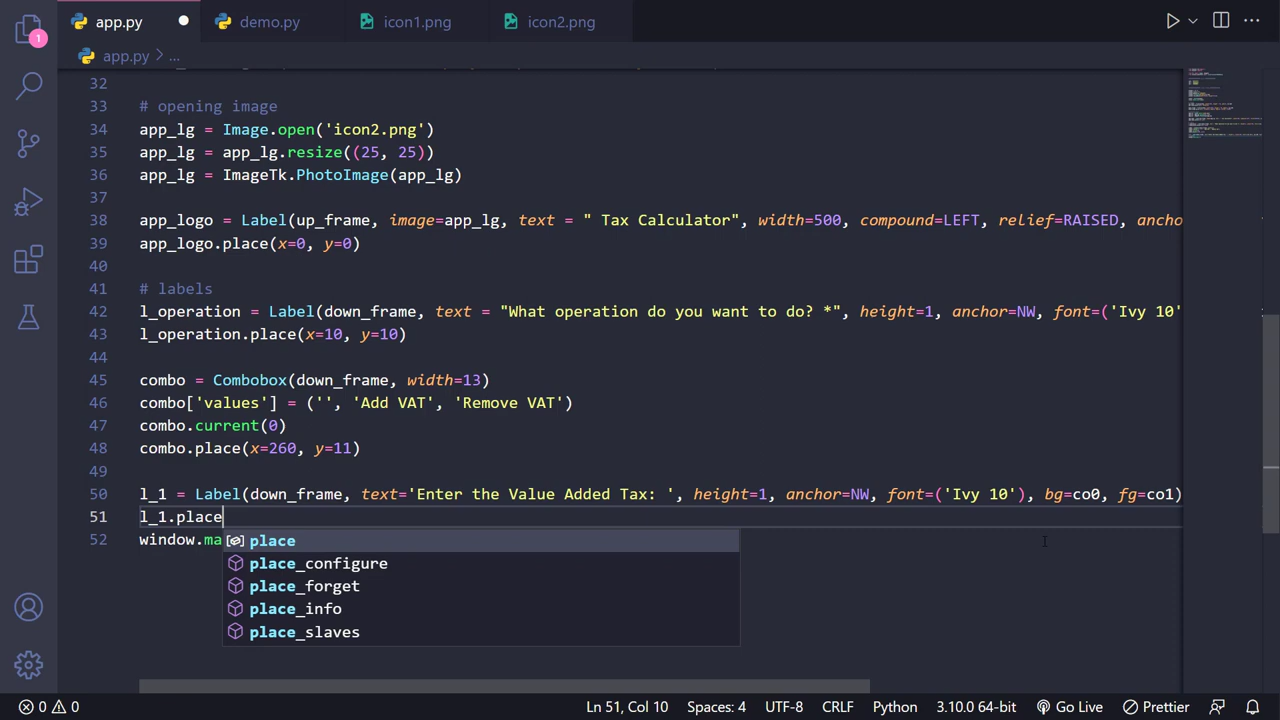 app.py
demo.py
icon1.png
icon2.png
app.py > ...
1
32
33 # opening image
34 app_lg = Image.open('icon2.png')
35 app_lg = app_lg.resize((25, 25))
36 app_lg = ImageTk.PhotoImage(app_lg)
37
38 app_logo = Label(up_frame, image=app_lg, text = " Tax Calculator", width=500, compound=LEFT, relief=RAISED, ancho
39 app_logo.place(x=0, y=0)
40
41 # labels
42 l_operation = Label(down_frame, text = "What operation do you want to do? *", height=1, anchor=NW, font=('Ivy 10'
43 l_operation.place(x=10, y=10)
44
45 combo = Combobox(down_frame, width=13)
46 combo['values'] = ('', 'Add VAT', 'Remove VAT')
47 combo.current(0)
48 combo.place(x=260, y=11)
49
50 l_1 = Label(down_frame, text='Enter the Value Added Tax: ', height=1, anchor=NW, font=('Ivy 10'), bg=co0, fg=co1)
51 l_1.place
52 window.ma
place
place_configure
place_forget
place_info
place_slaves
0 0 Ln 51, Col 10 Spaces: 4 UTF-8 CRLF Python 3.10.0 64-bit Go Live Prettier